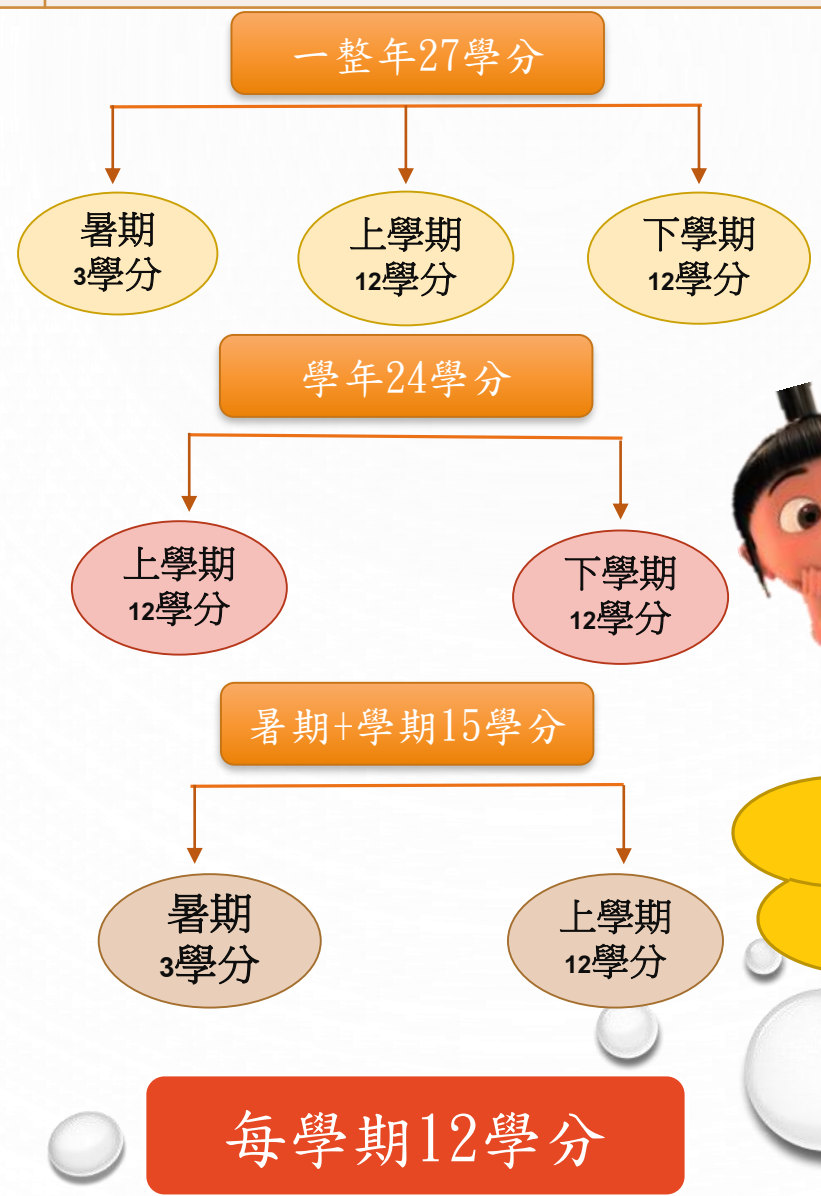 一整年27學分
暑期
3學分
上學期
12學分
下學期
12學分
學年24學分
上學期
12學分
下學期
12學分
暑期+學期15學分
暑期
3學分
上學期
12學分
每學期12學分